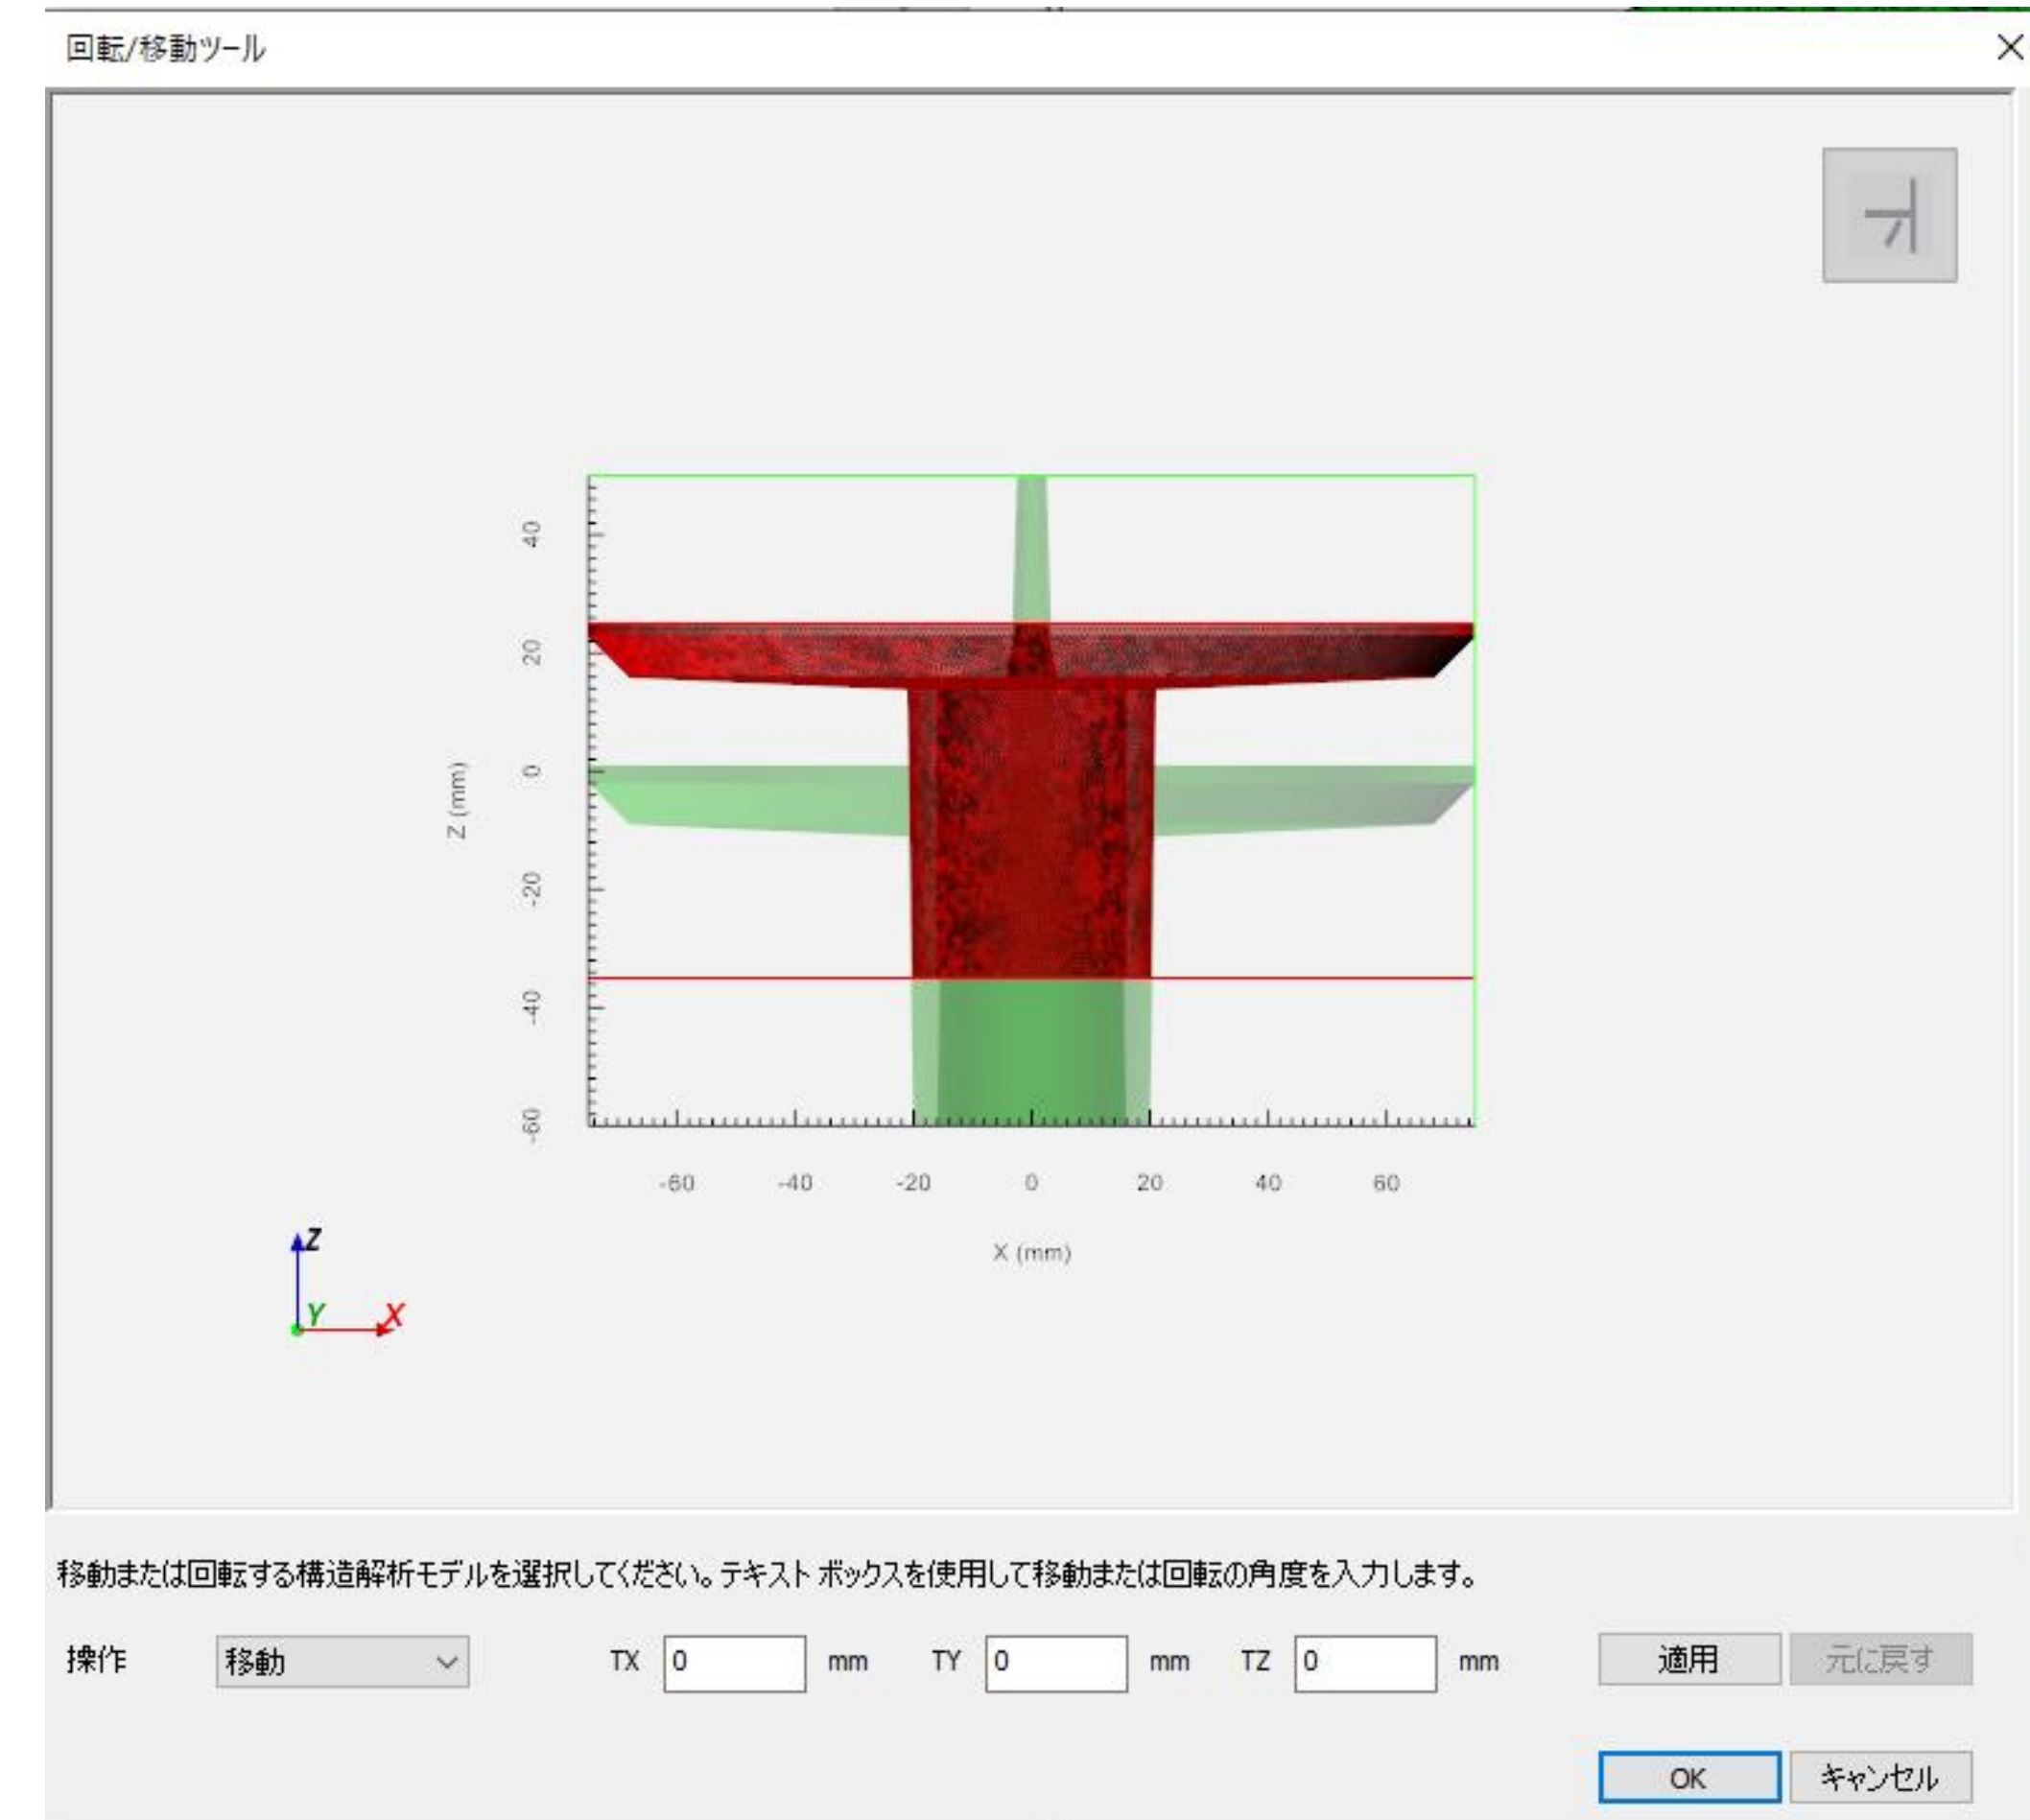 回転/移動ツール
40
20
0
-20
-40
-60
Z (mm)
-60 -40 -20 0 20 40 60
X (mm)
Z
Y X
移動または回転する構造解析モデルを選択してください。テキスト ボックスを使用して移動または回転の角度を入力します。
操作 移動 TX 0 mm TY 0 mm TZ 0 mm 適用 元に戻す
OK キャンセル